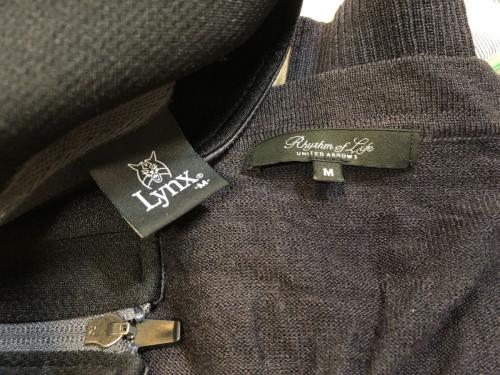 Lynx®
-M-
Rhythm of Life
UNITED ARROWS
M